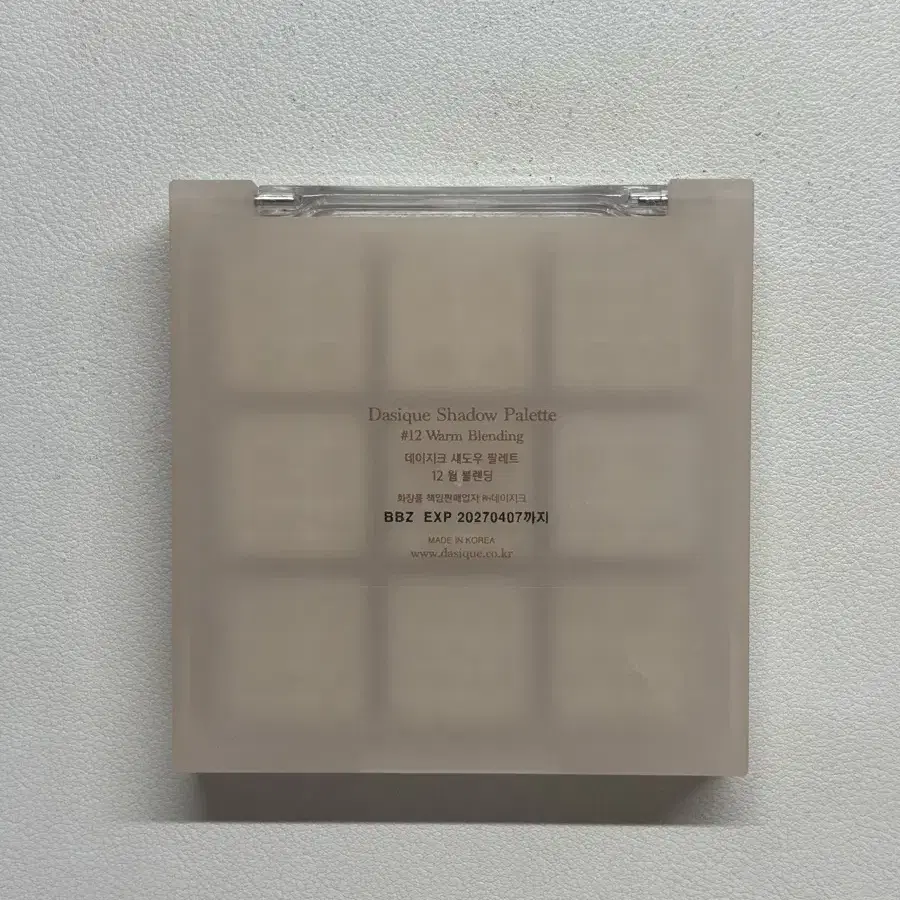 Dasique Shadow Palette
#12 Warm Blending
데이지크 섀도우 팔레트
12 웜 블렌딩
화장품 책임판매업자 ㈜데이지크
BBZ EXP 20270407까지
MADE IN KOREA
www.dasique.co.kr